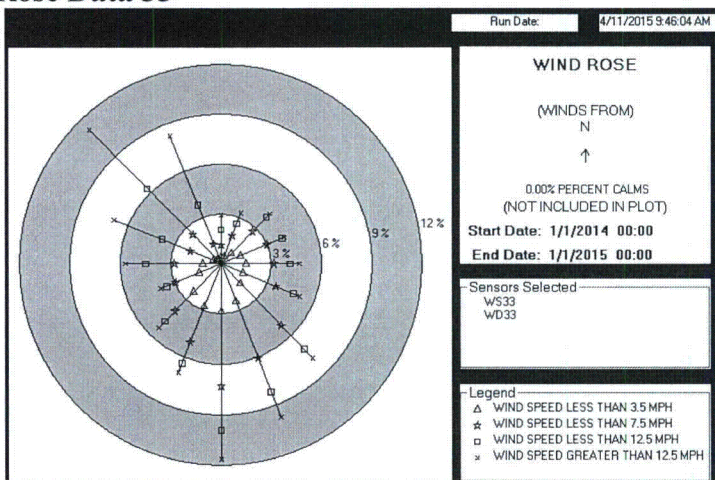 Run Date: 4/11/2015 9:46:04 AM
WIND ROSE
(WINDS FROM)
N
↑
0.00% PERCENT CALMS
(NOT INCLUDED IN PLOT)
Start Date: 1/1/2014 00:00
End Date: 1/1/2015 00:00
3%
6%
9%
12%
Sensors Selected
WS33
WD33
Legend
△ WIND SPEED LESS THAN 3.5 MPH
☆ WIND SPEED LESS THAN 7.5 MPH
□ WIND SPEED LESS THAN 12.5 MPH
× WIND SPEED GREATER THAN 12.5 MPH